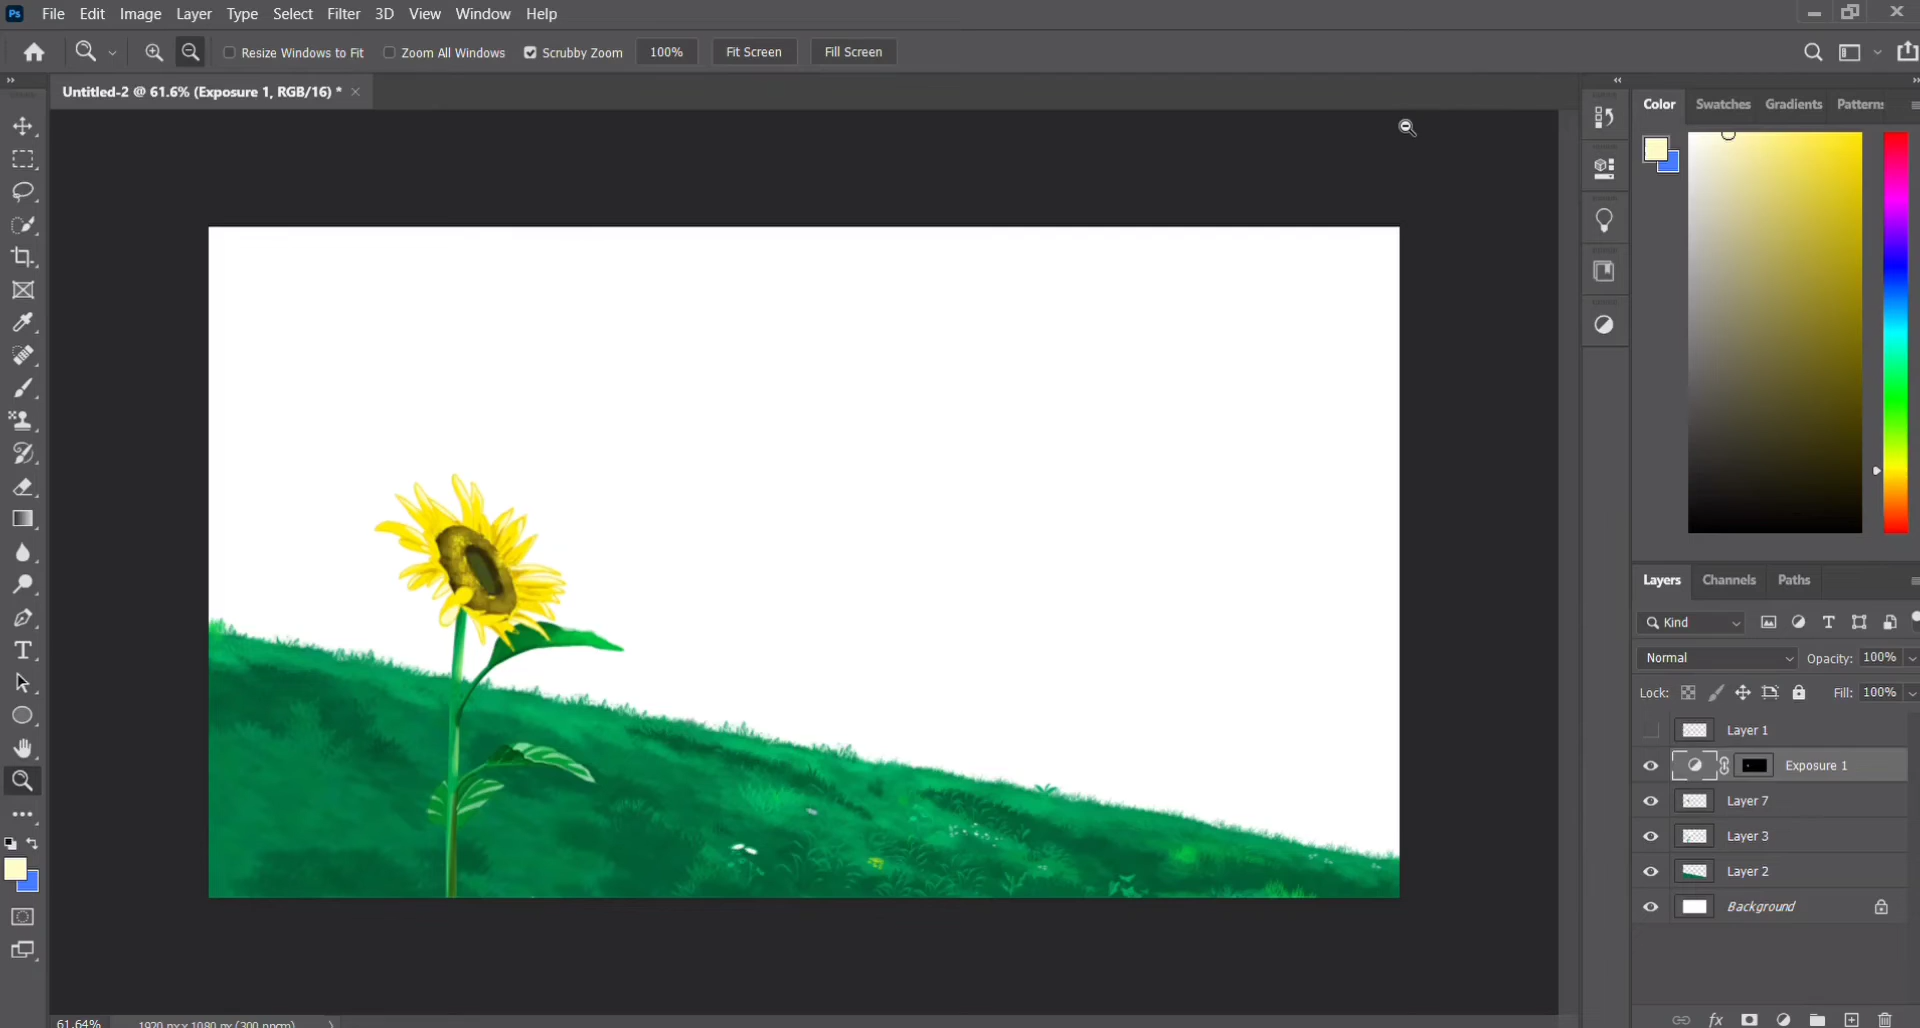 Ps File Edit Image Layer Type Select Filter 3D View Window Help
Resize Windows to Fit Zoom All Windows Scrubby Zoom 100% Fit Screen Fill Screen
Untitled-2 @ 61.6% (Exposure 1, RGB/16) *
Color Swatches Gradients Patterns
Layers Channels Paths
Kind
Normal Opacity: 100%
Lock: Fill: 100%
Layer 1
Exposure 1
Layer 7
Layer 3
Layer 2
Background
fx
61.64% 1920 px x 1080 px (300 ppcm)